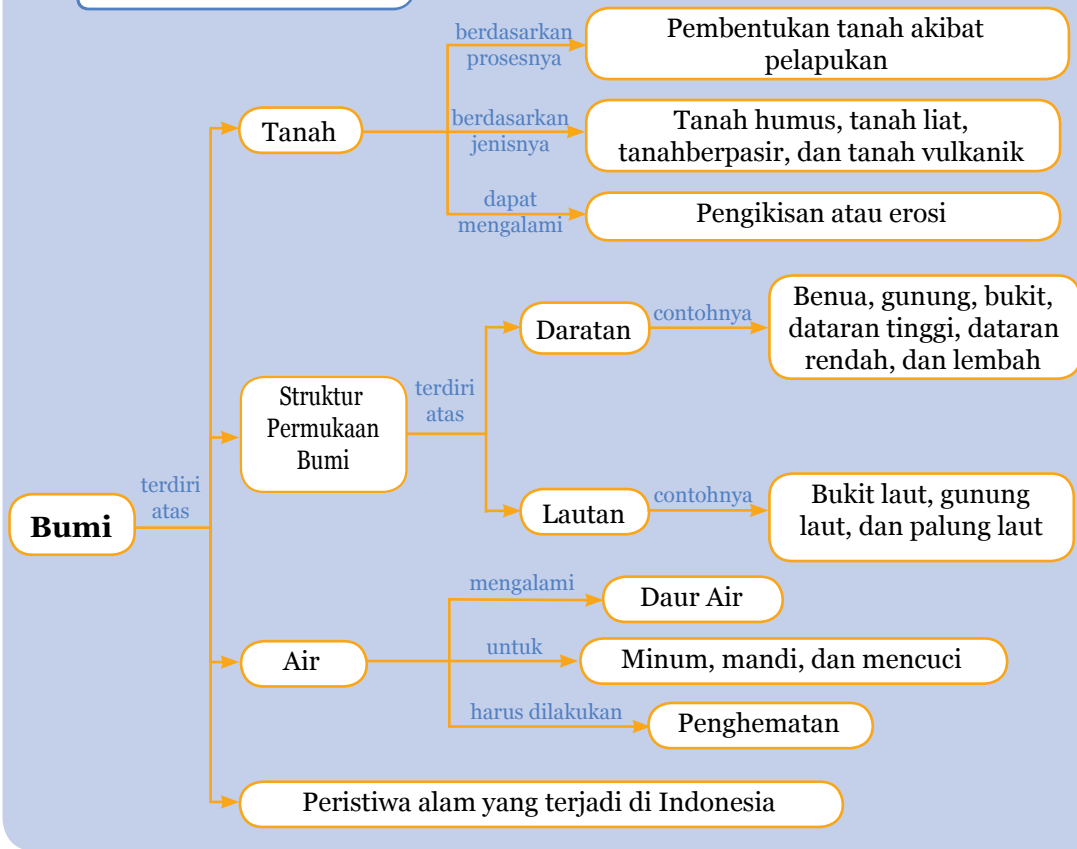 berdasarkan
prosesnya
Pembentukan tanah akibat
pelapukan
Tanah
berdasarkan
jenisnya
Tanah humus, tanah liat,
tanahberpasir, dan tanah vulkanik
dapat
mengalami
Pengikisan atau erosi
Struktur
Permukaan
Bumi
terdiri
atas
Daratan
contohnya
Benua, gunung, bukit,
dataran tinggi, dataran
rendah, dan lembah
Lautan
contohnya
Bukit laut, gunung
laut, dan palung laut
Bumi
terdiri
atas
Air
mengalami
Daur Air
untuk
Minum, mandi, dan mencuci
harus dilakukan
Penghematan
Peristiwa alam yang terjadi di Indonesia